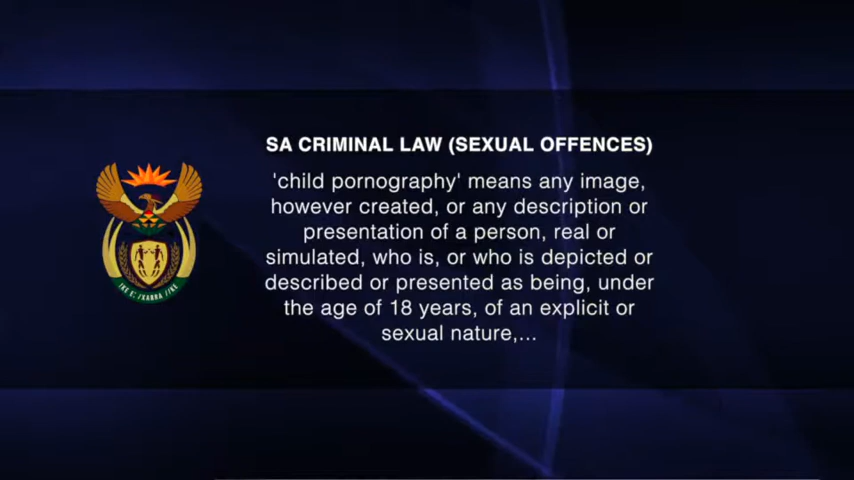 SA CRIMINAL LAW (SEXUAL OFFENCES)
'child pornography' means any image,
however created, or any description or
presentation of a person, real or
simulated, who is, or who is depicted or
described or presented as being, under
the age of 18 years, of an explicit or
sexual nature,...